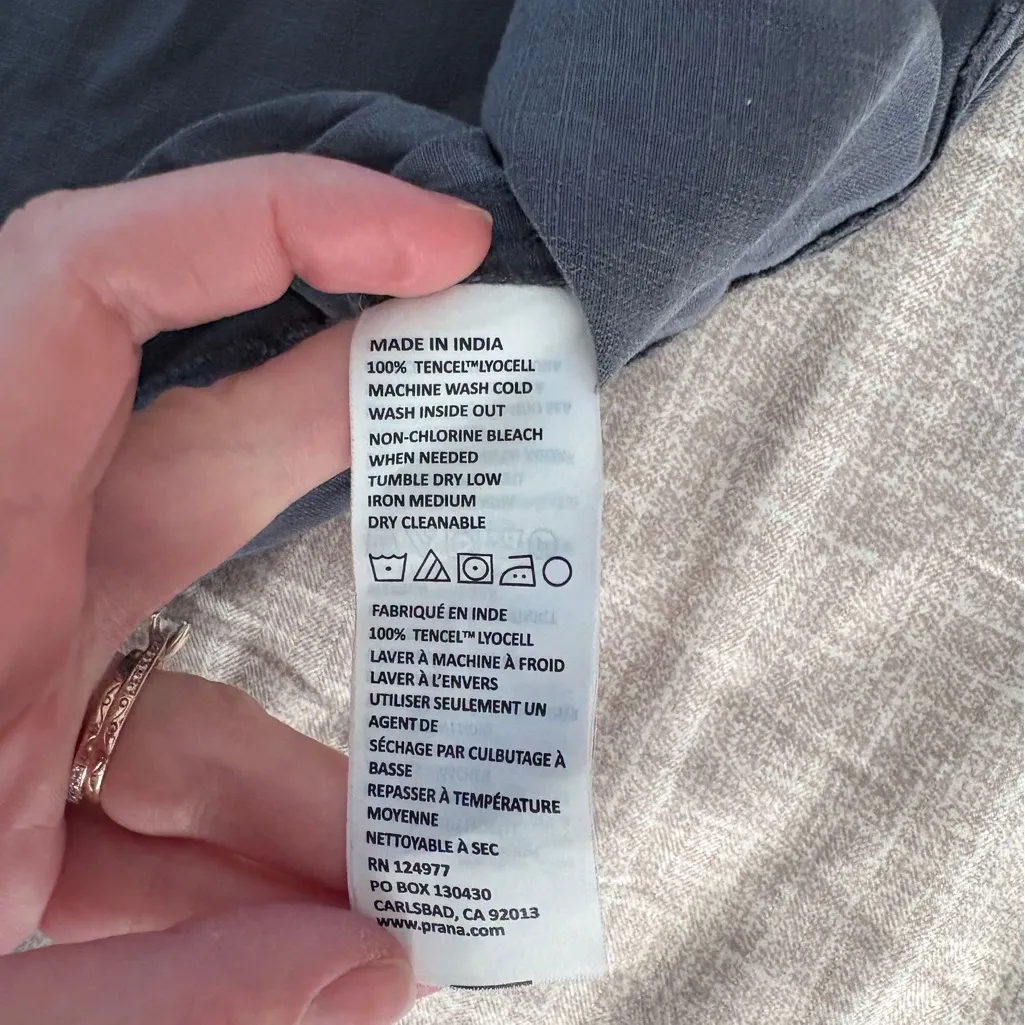 MADE IN INDIA
100% TENCEL™LYOCELL
MACHINE WASH COLD
WASH INSIDE OUT
NON-CHLORINE BLEACH
WHEN NEEDED
TUMBLE DRY LOW
IRON MEDIUM
DRY CLEANABLE
FABRIQUÉ EN INDE
100% TENCEL™ LYOCELL
LAVER À MACHINE À FROID
LAVER À L'ENVERS
UTILISER SEULEMENT UN
AGENT DE
SÉCHAGE PAR CULBUTAGE À
BASSE
REPASSER À TEMPÉRATURE
MOYENNE
NETTOYABLE À SEC
RN 124977
PO BOX 130430
CARLSBAD, CA 92013
www.prana.com